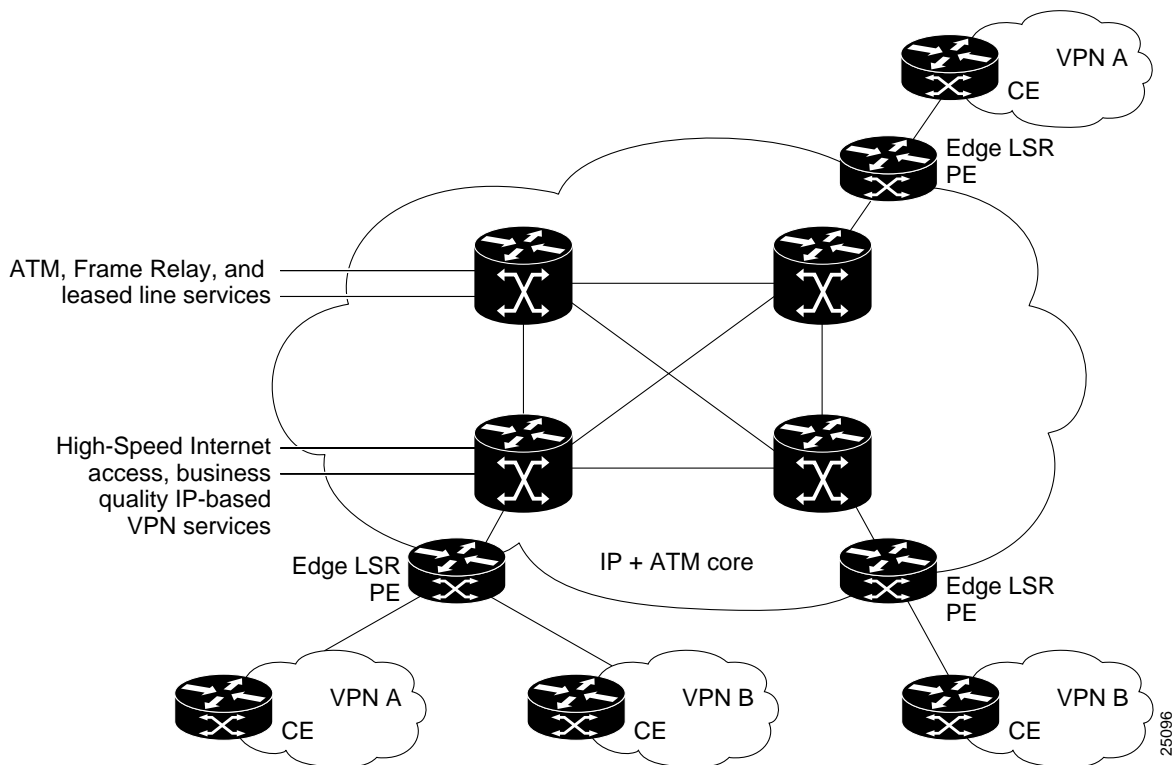 VPN A
CE
Edge LSR
PE
ATM, Frame Relay, and
leased line services
High-Speed Internet
access, business
quality IP-based
VPN services
IP + ATM core
Edge LSR
PE
Edge LSR
PE
VPN A
CE
VPN B
CE
VPN B
CE
25096